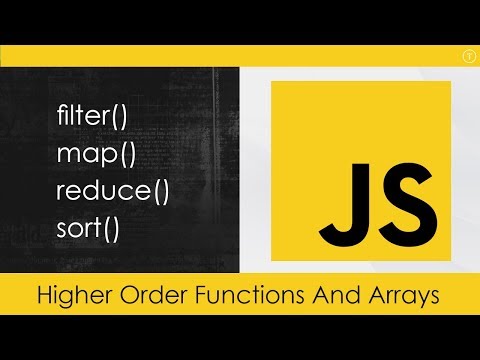 filter()
map()
reduce()
sort()
JS
Higher Order Functions And Arrays